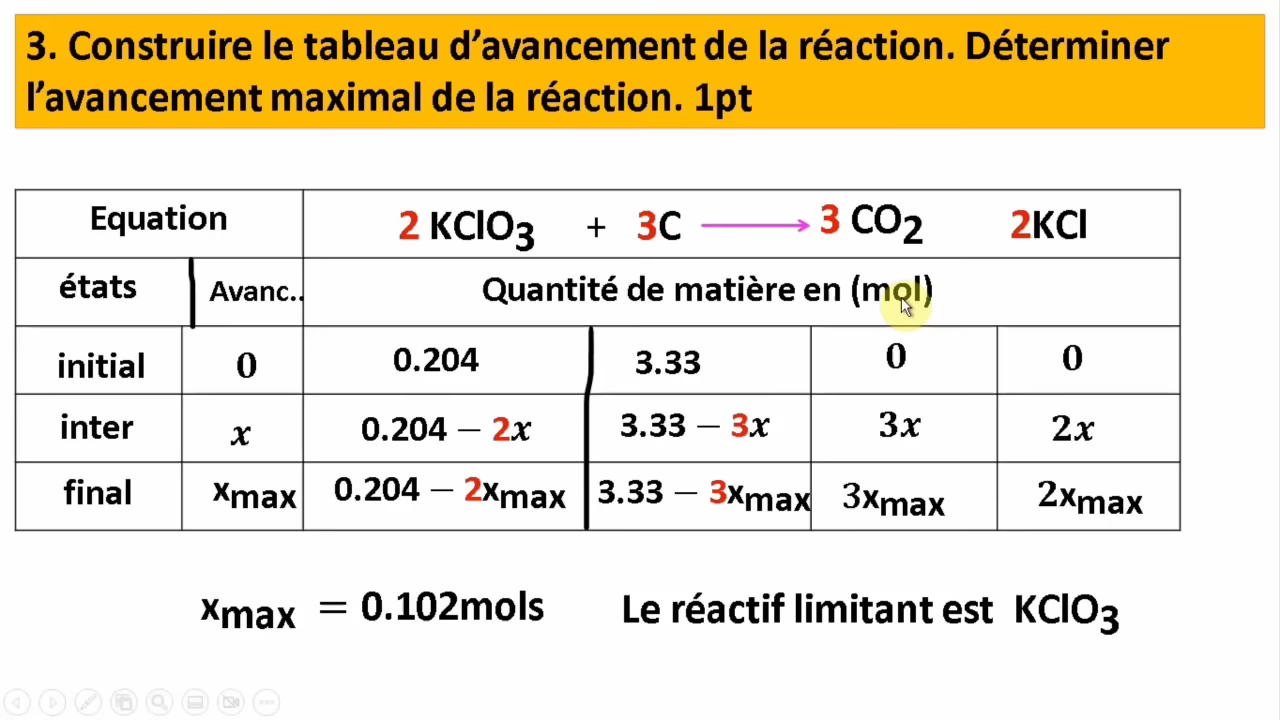 3. Construire le tableau d’avancement de la réaction. Déterminer
l’avancement maximal de la réaction. 1pt
Equation 2 KClO₃ + 3C ⟶ 3 CO₂ 2KCl
états Avanc.. Quantité de matière en (mol)
initial 0 0.204 3.33 0 0
inter x 0.204 − 2x 3.33 − 3x 3x 2x
final xmax 0.204 − 2xmax 3.33 − 3xmax 3xmax 2xmax
xmax = 0.102mols Le réactif limitant est KClO₃